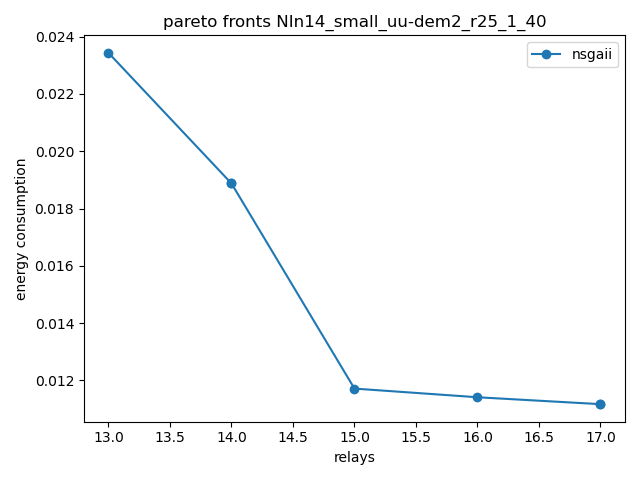 pareto fronts NIn14_small_uu-dem2_r25_1_40
nsgaii
energy consumption
0.024
0.022
0.020
0.018
0.016
0.014
0.012
13.0 13.5 14.0 14.5 15.0 15.5 16.0 16.5 17.0
relays